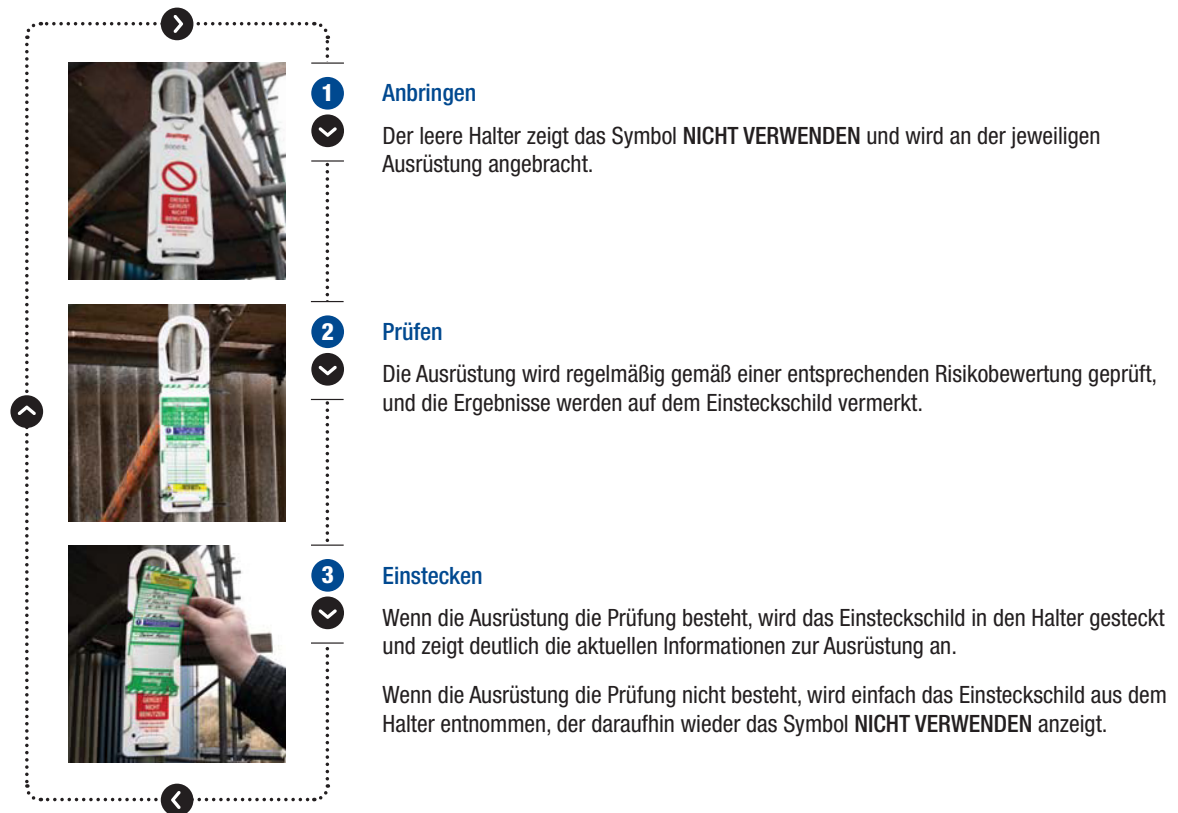 1
Anbringen
Der leere Halter zeigt das Symbol NICHT VERWENDEN und wird an der jeweiligen
Ausrüstung angebracht.
DIESES
GERÜST
NICHT
BENUTZEN
2
Prüfen
Die Ausrüstung wird regelmäßig gemäß einer entsprechenden Risikobewertung geprüft,
und die Ergebnisse werden auf dem Einsteckschild vermerkt.
3
Einstecken
Wenn die Ausrüstung die Prüfung besteht, wird das Einsteckschild in den Halter gesteckt
und zeigt deutlich die aktuellen Informationen zur Ausrüstung an.
Wenn die Ausrüstung die Prüfung nicht besteht, wird einfach das Einsteckschild aus dem
Halter entnommen, der daraufhin wieder das Symbol NICHT VERWENDEN anzeigt.
GERÜST
NICHT
BENUTZEN